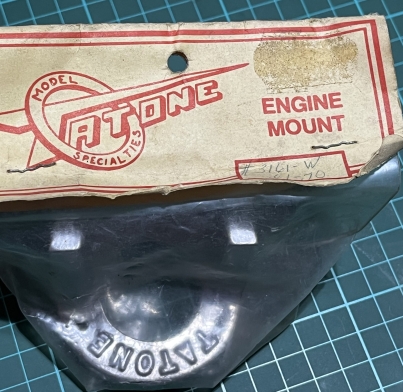 MODEL
TATONE
SPECIALTIES
ENGINE
MOUNT
#3161-W
TATONE